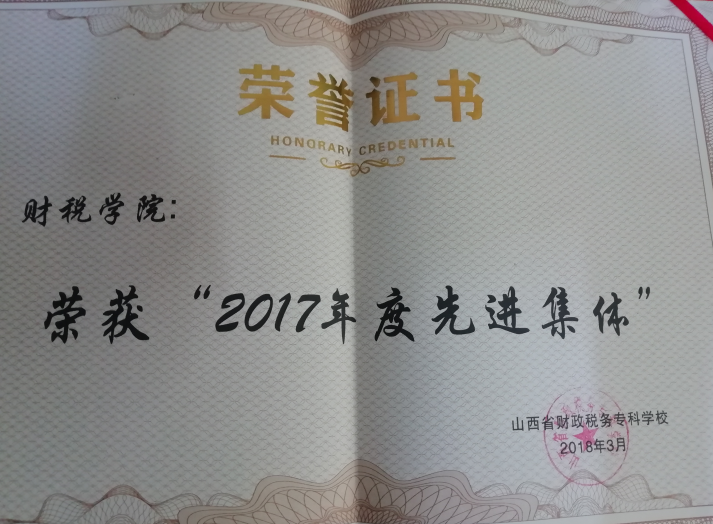 荣誉证书
HONORARY CREDENTIAL
财税学院:
荣获“2017年度先进集体”
山西省财政税务专科学校
2018年3月